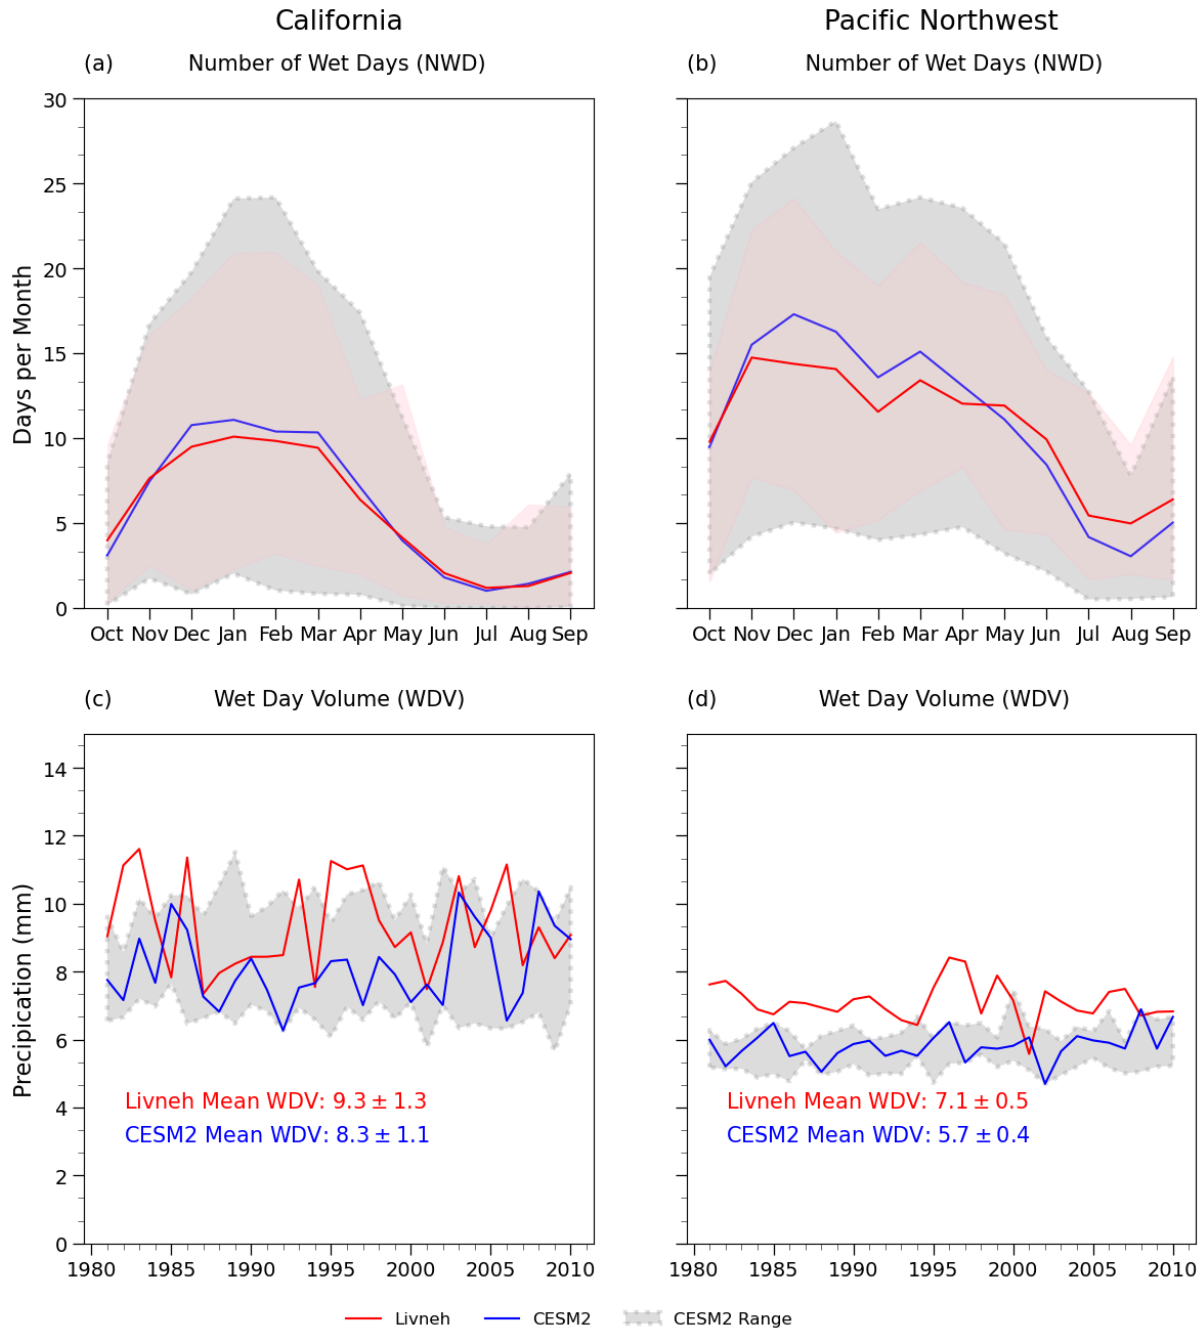 California
Pacific Northwest
(a) Number of Wet Days (NWD)
(b) Number of Wet Days (NWD)
Days per Month
30
25
20
15
10
5
0
Oct Nov Dec Jan Feb Mar Apr May Jun Jul Aug Sep
Oct Nov Dec Jan Feb Mar Apr May Jun Jul Aug Sep
(c) Wet Day Volume (WDV)
(d) Wet Day Volume (WDV)
Precipication (mm)
14
12
10
8
6
4
2
0
Livneh Mean WDV: 9.3 ± 1.3
CESM2 Mean WDV: 8.3 ± 1.1
Livneh Mean WDV: 7.1 ± 0.5
CESM2 Mean WDV: 5.7 ± 0.4
1980 1985 1990 1995 2000 2005 2010
1980 1985 1990 1995 2000 2005 2010
Livneh CESM2 CESM2 Range